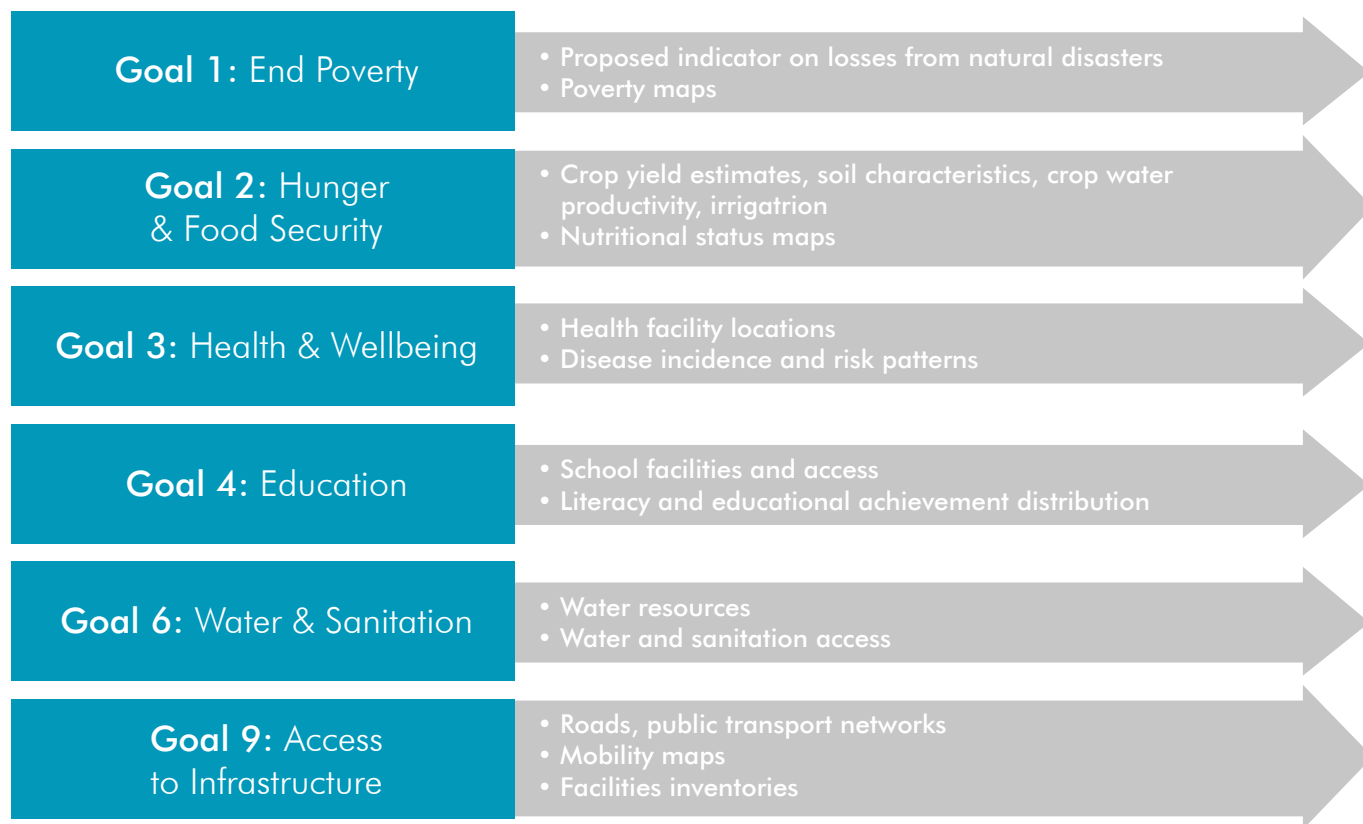 Goal 1: End Poverty
• Proposed indicator on losses from natural disasters
• Poverty maps
Goal 2: Hunger
& Food Security
• Crop yield estimates, soil characteristics, crop water
productivity, irrigatrion
• Nutritional status maps
Goal 3: Health & Wellbeing
• Health facility locations
• Disease incidence and risk patterns
Goal 4: Education
• School facilities and access
• Literacy and educational achievement distribution
Goal 6: Water & Sanitation
• Water resources
• Water and sanitation access
Goal 9: Access
to Infrastructure
• Roads, public transport networks
• Mobility maps
• Facilities inventories